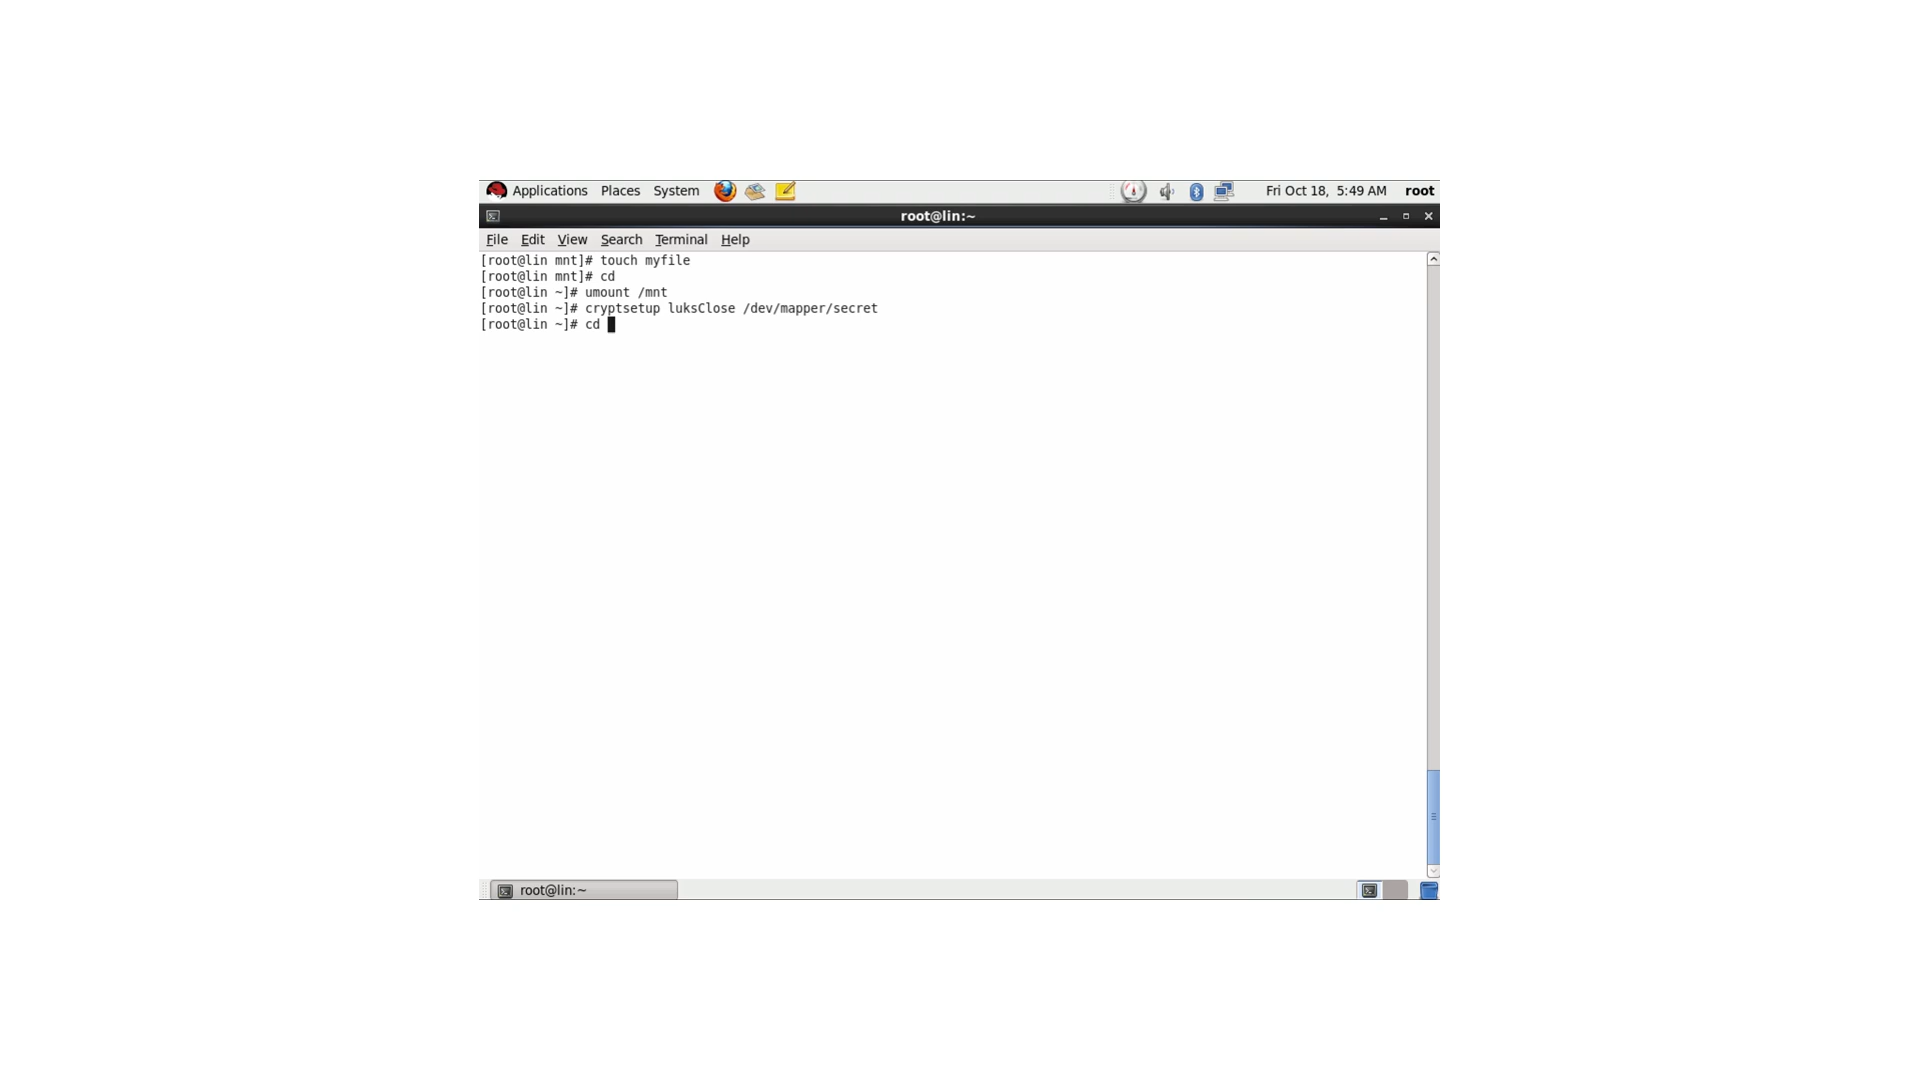 Applications Places System Fri Oct 18, 5:49 AM root
root@lin:~
File Edit View Search Terminal Help
[root@lin mnt]# touch myfile
[root@lin mnt]# cd
[root@lin ~]# umount /mnt
[root@lin ~]# cryptsetup luksClose /dev/mapper/secret
[root@lin ~]# cd
root@lin:~